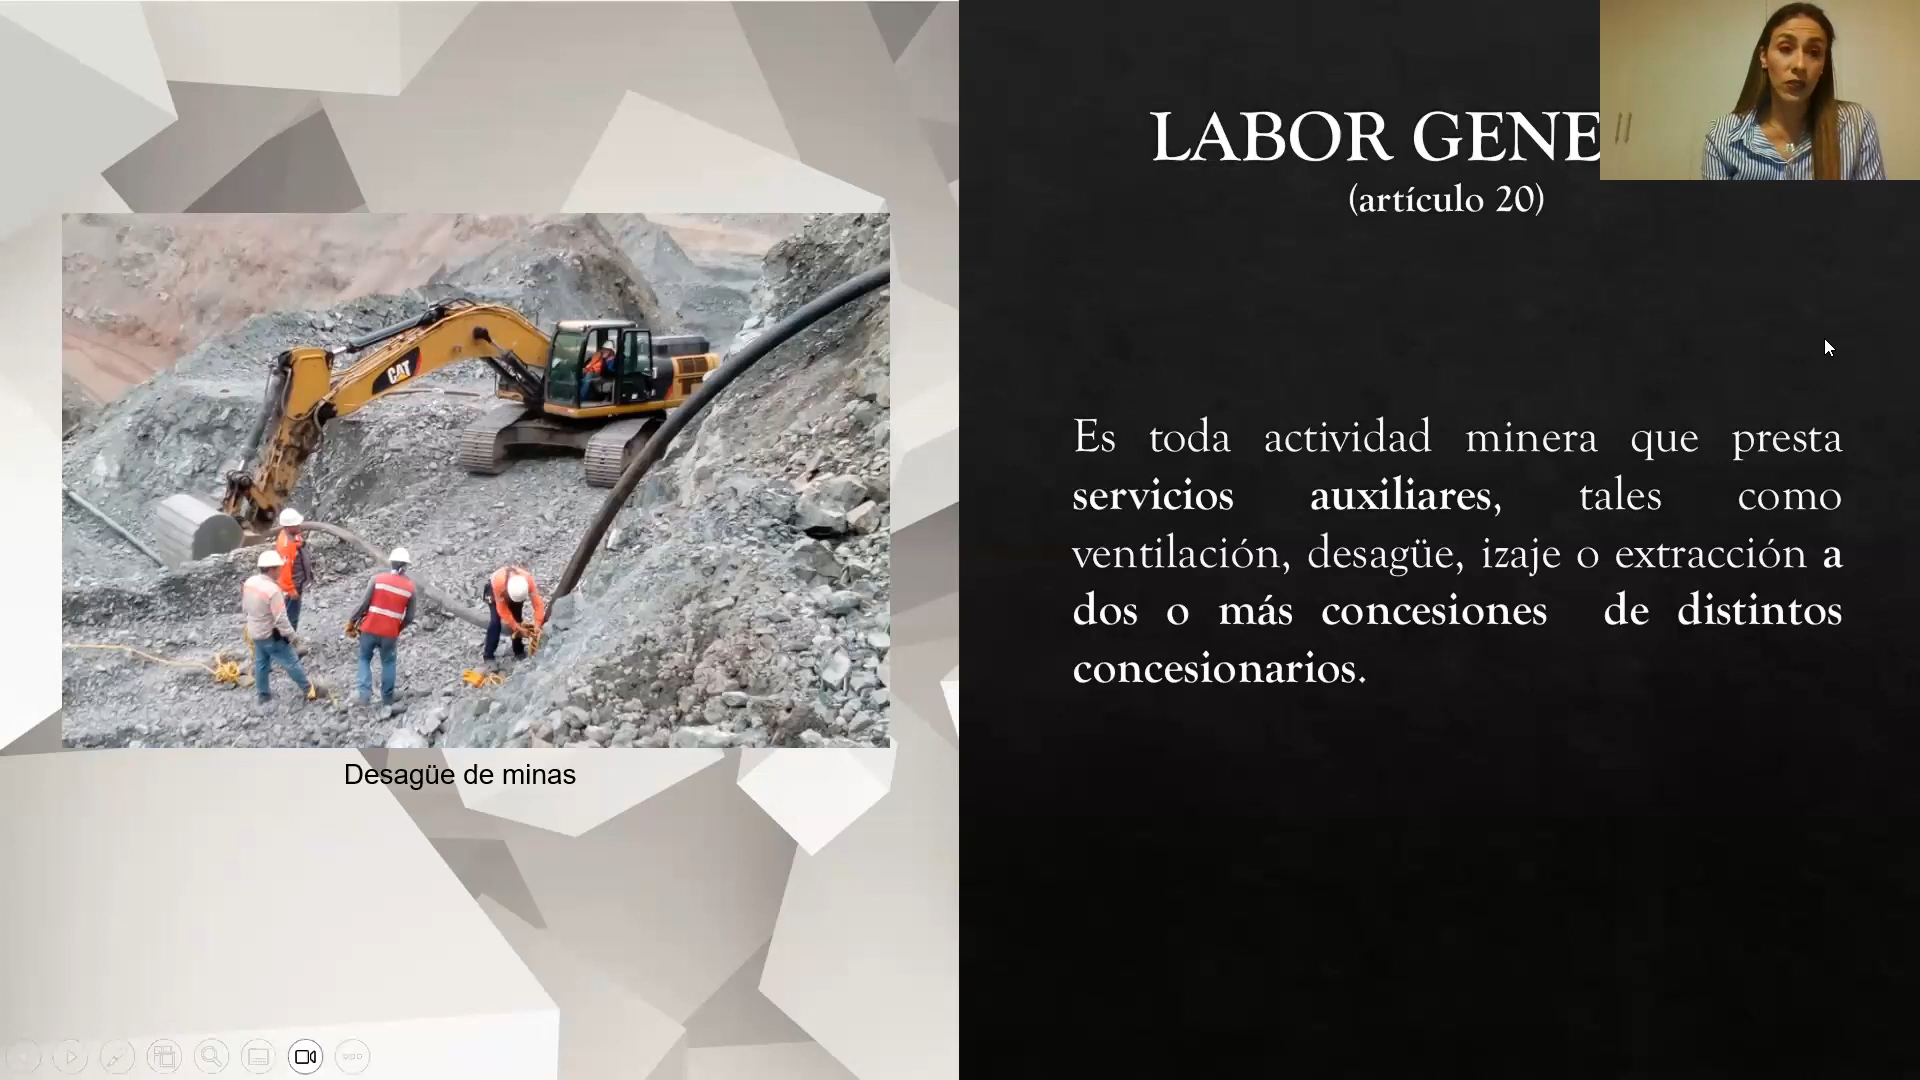 LABOR GENE
(artículo 20)
CAT
Es toda actividad minera que presta
servicios auxiliares, tales como
ventilación, desagüe, izaje o extracción a
dos o más concesiones de distintos
concesionarios.
Desagüe de minas